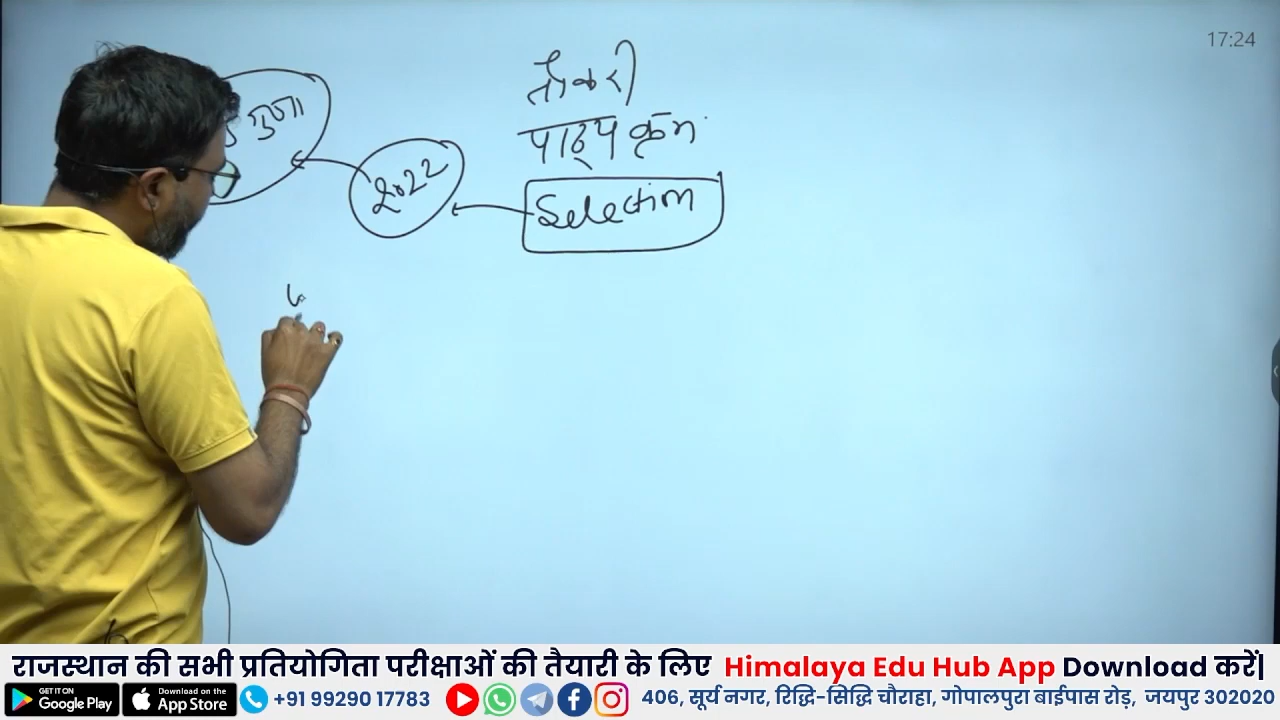 17:24
नौकरी
गुणा
पाठ्यक्रम
2022
Selection
राजस्थान की सभी प्रतियोगिता परीक्षाओं की तैयारी के लिए Himalaya Edu Hub App Download करें|
GET IT ON
Google Play
Download on the
App Store
+91 99290 17783
406, सूर्य नगर, रिद्धि-सिद्धि चौराहा, गोपालपुरा बाईपास रोड़, जयपुर 302020